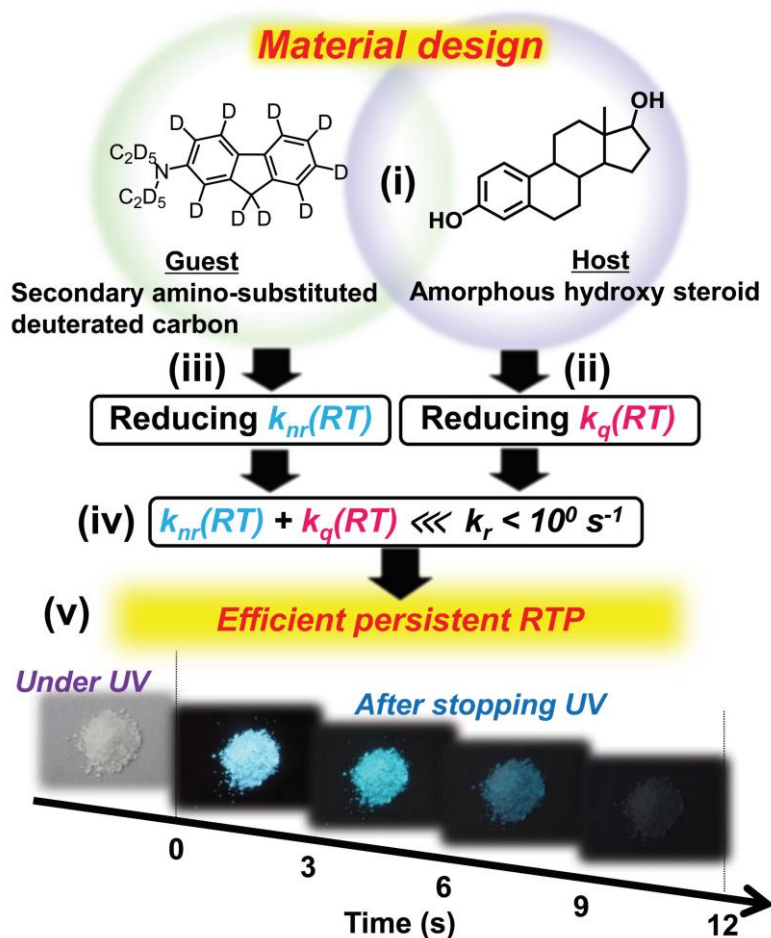 Material design
D D D D
C₂D₅
N
C₂D₅
D
D
D D
D
(i)
OH
HO
Guest
Secondary amino-substituted
deuterated carbon
Host
Amorphous hydroxy steroid
(iii)
(ii)
Reducing kₙᵣ(RT)
Reducing k_q(RT)
(iv)
kₙᵣ(RT) + k_q(RT) ⋘ kᵣ < 10⁰ s⁻¹
(v)
Efficient persistent RTP
Under UV
After stopping UV
0
3
6
9
12
Time (s)